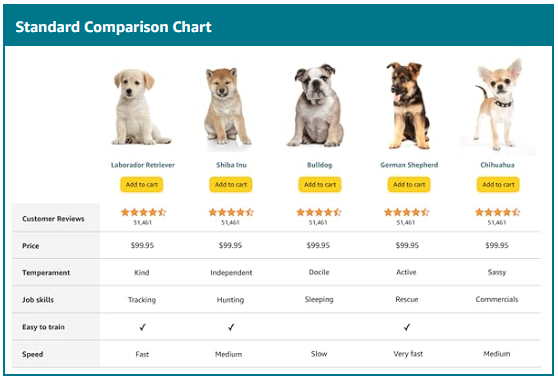 Standard Comparison Chart
Laborador Retriever Shiba Inu Bulldog German Shepherd Chihuahua
Add to cart Add to cart Add to cart Add to cart Add to cart
Customer Reviews
51,461 51,461 51,461 51,461 51,461
Price $99.95 $99.95 $99.95 $99.95 $99.95
Temperament Kind Independent Docile Active Sassy
Job skills Tracking Hunting Sleeping Rescue Commercials
Easy to train ✓ ✓ ✓
Speed Fast Medium Slow Very fast Medium